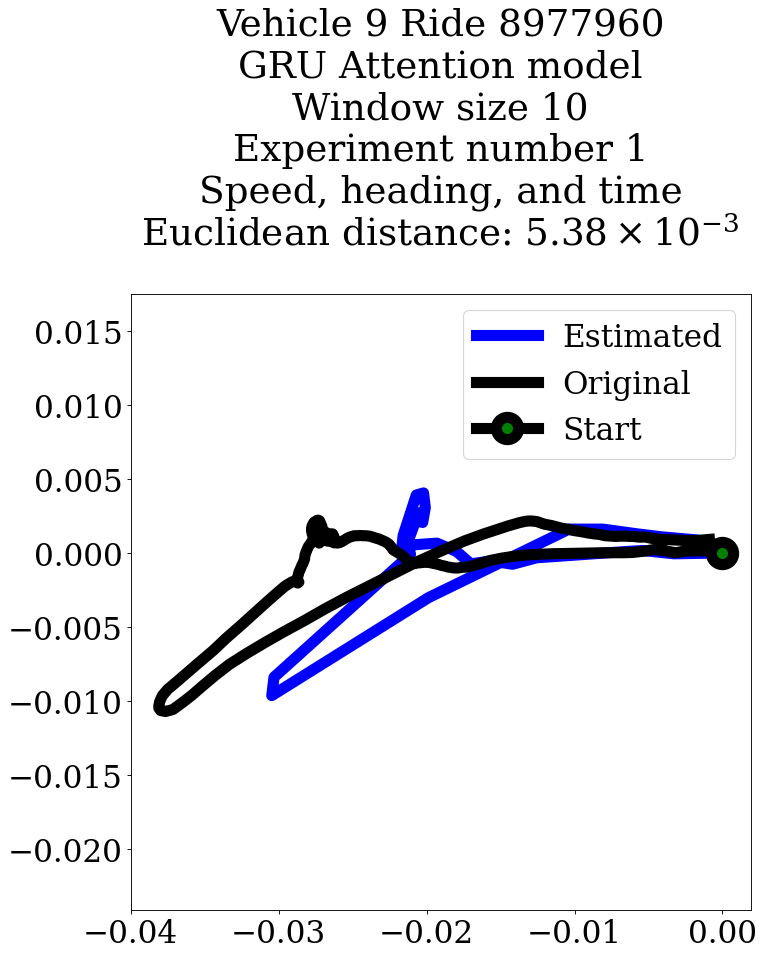 Vehicle 9 Ride 8977960
GRU Attention model
Window size 10
Experiment number 1
Speed, heading, and time
Euclidean distance: 5.38 × 10⁻³
Estimated
Original
Start
0.015
0.010
0.005
0.000
−0.005
−0.010
−0.015
−0.020
−0.04 −0.03 −0.02 −0.01 0.00